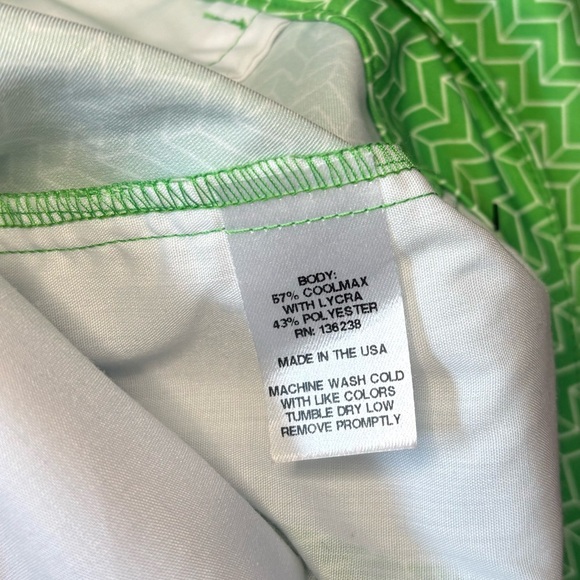 BODY:
57% COOLMAX
WITH LYCRA
43% POLYESTER
RN: 136238
MADE IN THE USA
MACHINE WASH COLD
WITH LIKE COLORS
TUMBLE DRY LOW
REMOVE PROMPTLY